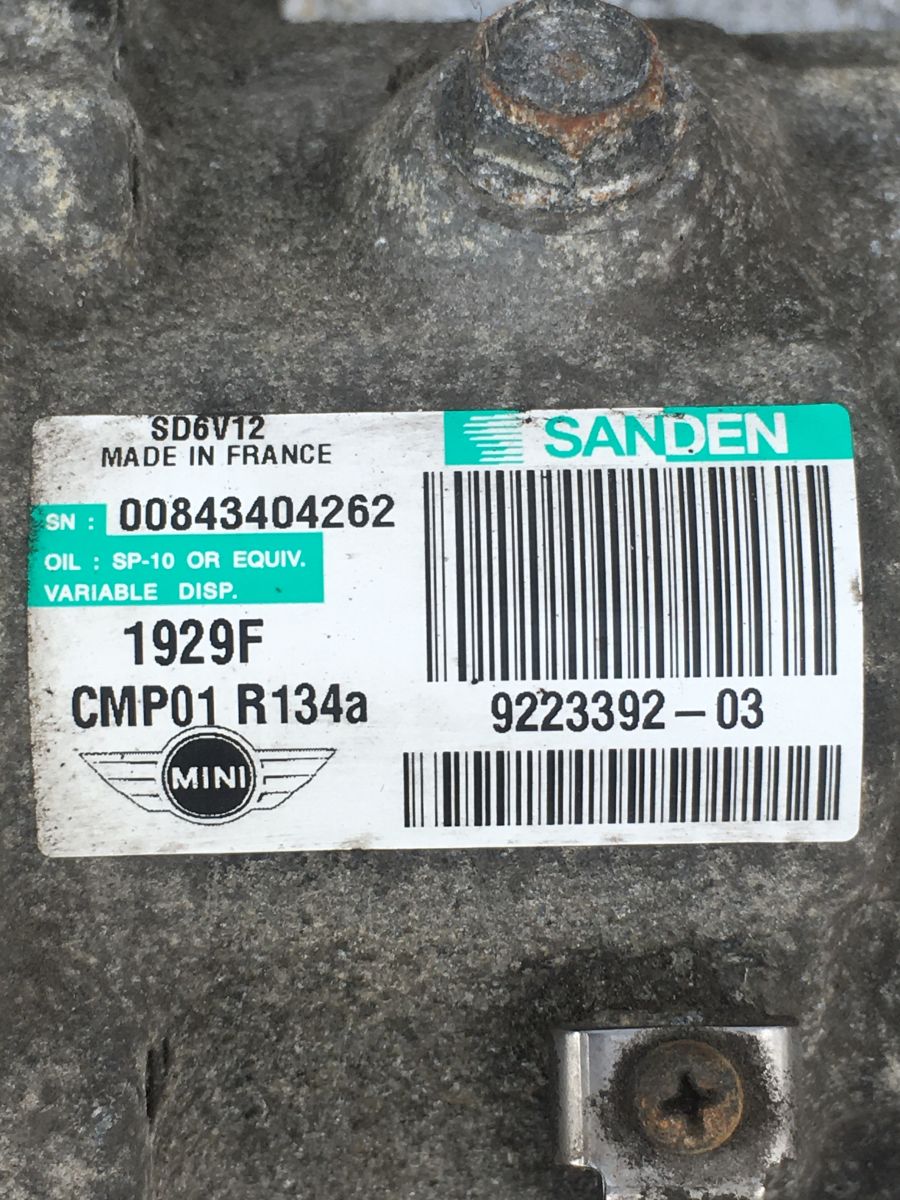 SD6V12
MADE IN FRANCE
SANDEN
SN : 00843404262
OIL : SP-10 OR EQUIV.
VARIABLE DISP.
1929F
CMP01 R134a
9223392-03
MINI